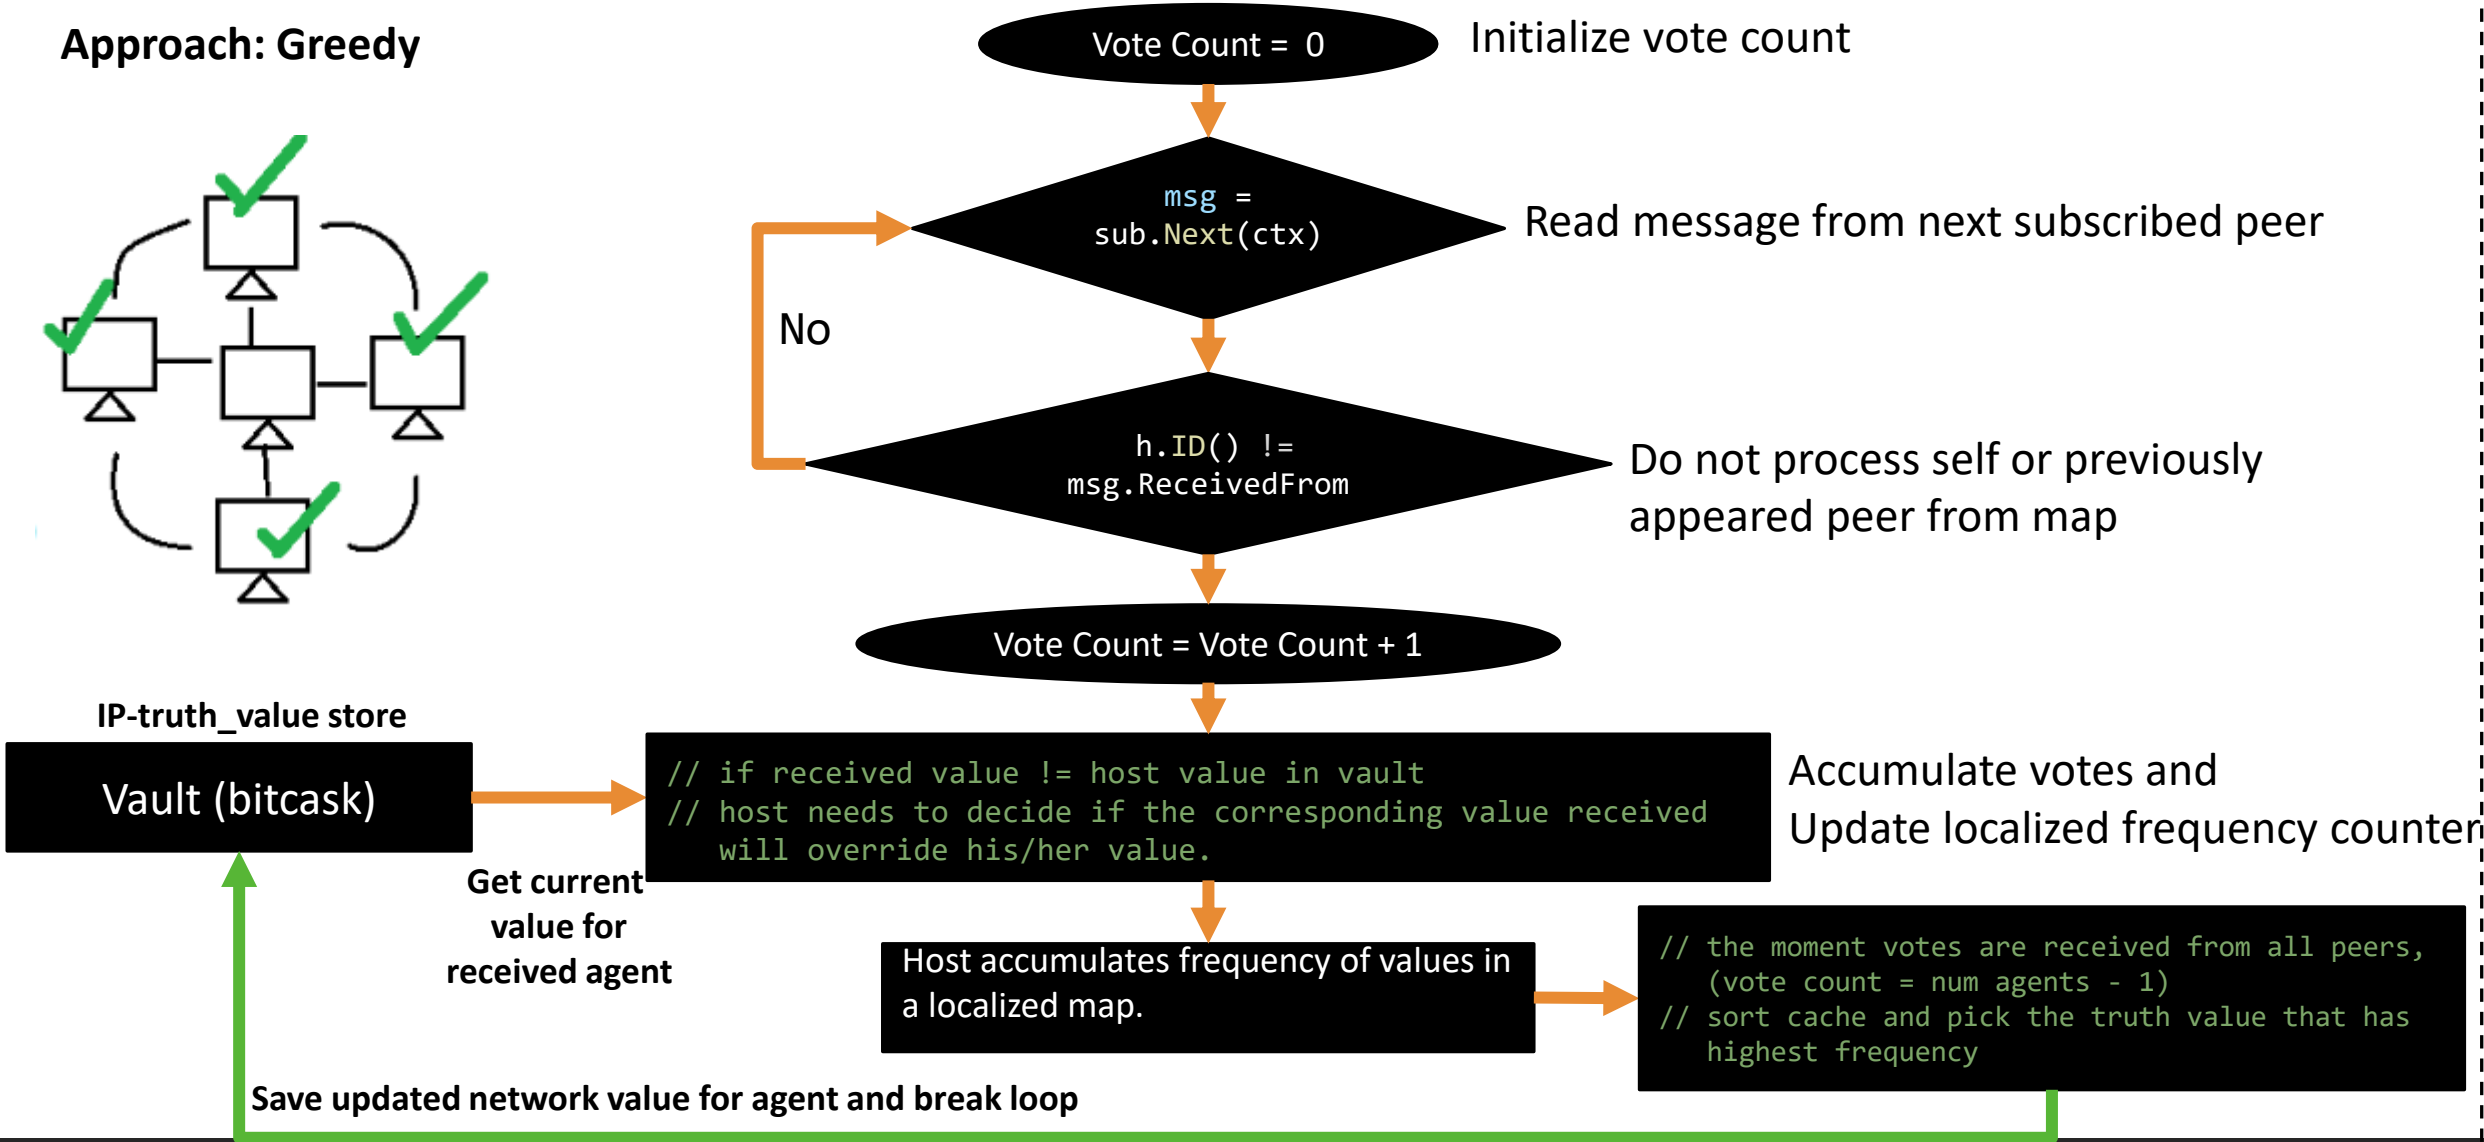 Approach: Greedy
Vote Count = 0
Initialize vote count
msg =
sub.Next(ctx)
Read message from next subscribed peer
No
h.ID() !=
msg.ReceivedFrom
Do not process self or previously
appeared peer from map
Vote Count = Vote Count + 1
IP-truth_value store
Vault (bitcask)
Get current
value for
received agent
// if received value != host value in vault
// host needs to decide if the corresponding value received
will override his/her value.
Accumulate votes and
Update localized frequency counter
Host accumulates frequency of values in
a localized map.
// the moment votes are received from all peers,
(vote count = num agents - 1)
// sort cache and pick the truth value that has
highest frequency
Save updated network value for agent and break loop